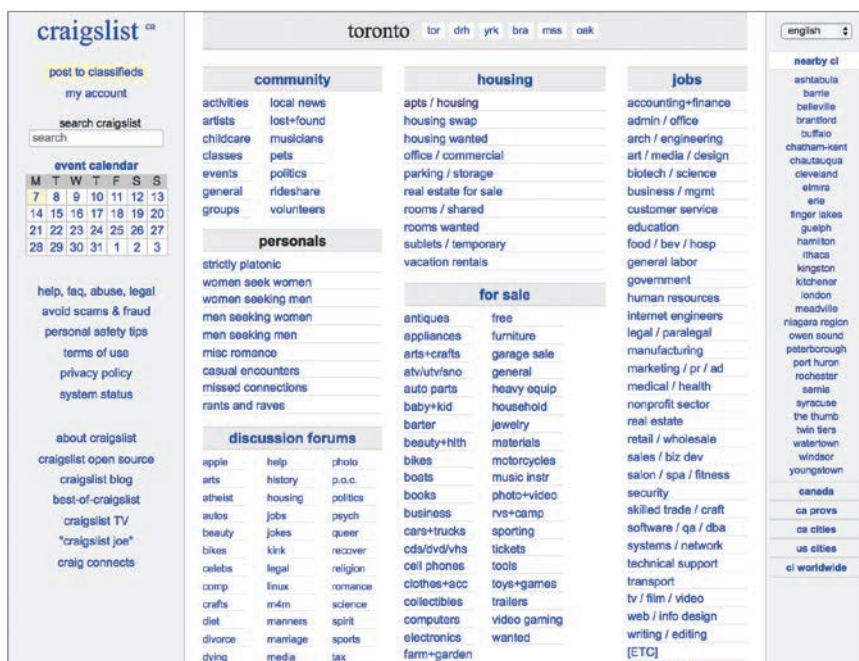 craigslist ca
post to classifieds
my account
search craigslist
search
event calendar
M T W T F S S
7 8 9 10 11 12 13
14 15 16 17 18 19 20
21 22 23 24 25 26 27
28 29 30 31 1 2 3
help, faq, abuse, legal
avoid scams & fraud
personal safety tips
terms of use
privacy policy
system status
about craigslist
craigslist open source
craigslist blog
best-of-craigslist
craigslist TV
"craigslist joe"
craig connects
toronto tor drh yrk bra mss oak
community
activities local news
artists lost+found
childcare musicians
classes pets
events politics
general rideshare
groups volunteers
personals
strictly platonic
women seek women
women seeking men
men seeking women
men seeking men
misc romance
casual encounters
missed connections
rants and raves
discussion forums
apple help photo
arts history p.o.c.
atheist housing politics
autos jobs psych
beauty jokes queer
bikes kink recover
celebs legal religion
comp linux romance
crafts m4m science
diet manners spirit
divorce marriage sports
dying media tax
housing
apts / housing
housing swap
housing wanted
office / commercial
parking / storage
real estate for sale
rooms / shared
rooms wanted
sublets / temporary
vacation rentals
for sale
antiques free
appliances furniture
arts+crafts garage sale
atv/utv/sno general
auto parts heavy equip
baby+kid household
barter jewelry
beauty+hlth materials
bikes motorcycles
boats music instr
books photo+video
business rvs+camp
cars+trucks sporting
cds/dvd/vhs tickets
cell phones tools
clothes+acc toys+games
collectibles trailers
computers video gaming
electronics wanted
farm+garden
jobs
accounting+finance
admin / office
arch / engineering
art / media / design
biotech / science
business / mgmt
customer service
education
food / bev / hosp
general labor
government
human resources
internet engineers
legal / paralegal
manufacturing
marketing / pr / ad
medical / health
nonprofit sector
real estate
retail / wholesale
sales / biz dev
salon / spa / fitness
security
skilled trade / craft
software / qa / dba
systems / network
technical support
transport
tv / film / video
web / info design
writing / editing
[ETC]
english
nearby cl
ashtabula
barrie
belleville
brantford
buffalo
chatham-kent
chautauqua
cleveland
elmira
erie
finger lakes
guelph
hamilton
ithaca
kingston
kitchener
london
meadville
niagara region
owen sound
peterborough
port huron
rochester
sarnia
syracuse
the thumb
twin tiers
watertown
windsor
youngstown
canada
ca provs
ca cities
us cities
cl worldwide